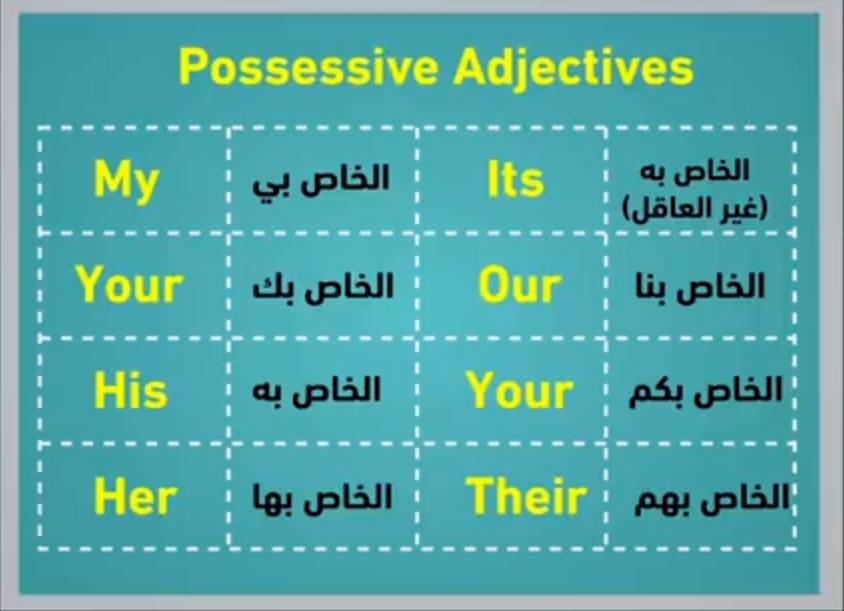 Possessive Adjectives
My الخاص بي Its الخاص به
(غير العاقل)
Your الخاص بك Our الخاص بنا
His الخاص به Your الخاص بكم
Her الخاص بها Their الخاص بهم